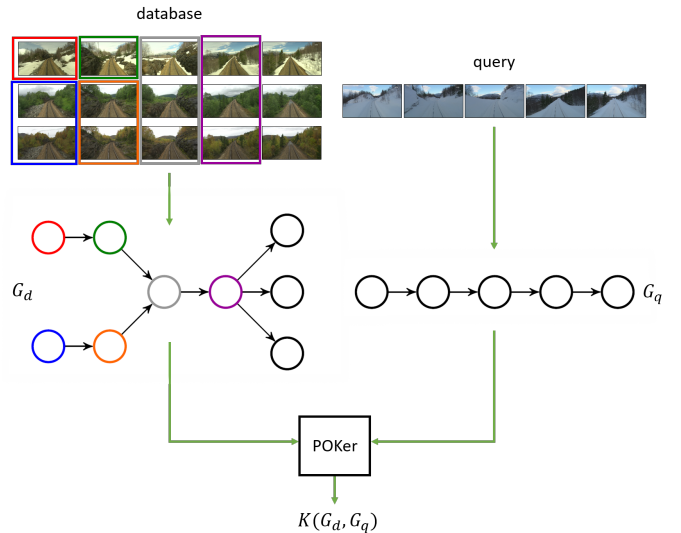 database
query
G_d
G_q
POKer
K(G_d, G_q)